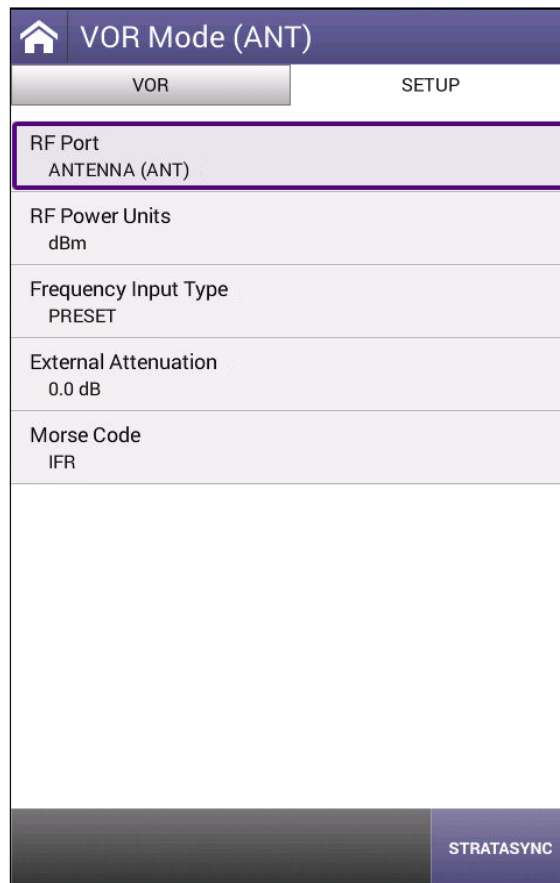 VOR Mode (ANT)
VOR
SETUP
RF Port
ANTENNA (ANT)
RF Power Units
dBm
Frequency Input Type
PRESET
External Attenuation
0.0 dB
Morse Code
IFR
STRATASYNC